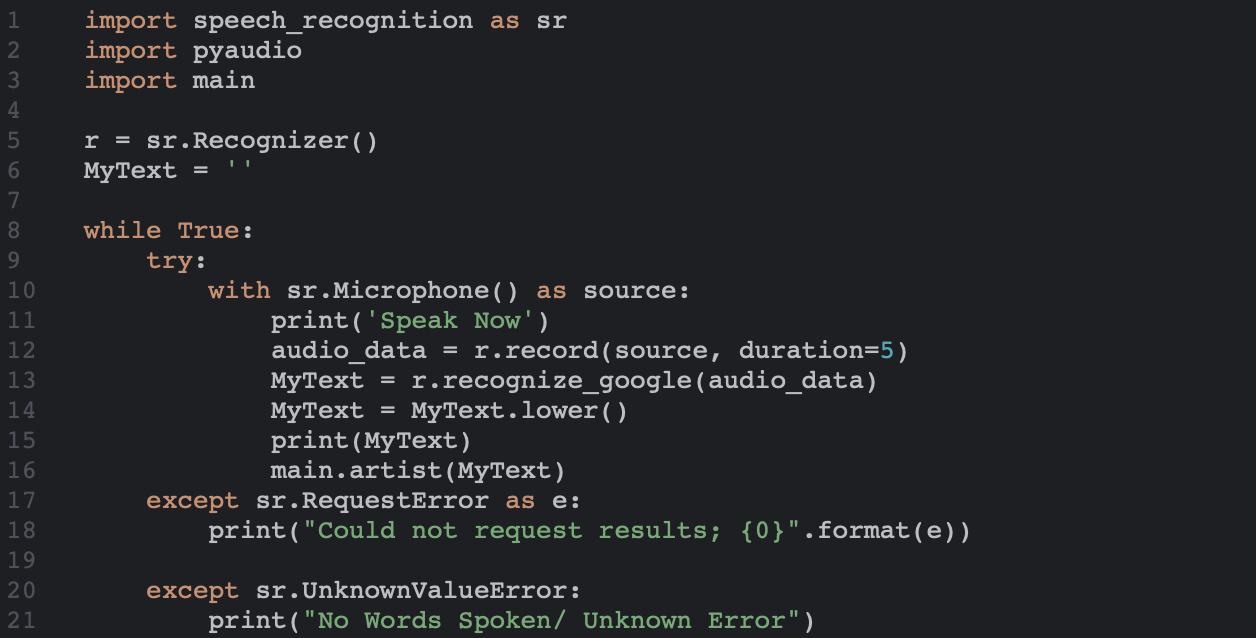 1 import speech_recognition as sr
2 import pyaudio
3 import main
4
5 r = sr.Recognizer()
6 MyText = ''
7
8 while True:
9     try:
10         with sr.Microphone() as source:
11             print('Speak Now')
12             audio_data = r.record(source, duration=5)
13             MyText = r.recognize_google(audio_data)
14             MyText = MyText.lower()
15             print(MyText)
16             main.artist(MyText)
17     except sr.RequestError as e:
18         print("Could not request results; {0}".format(e))
19
20     except sr.UnknownValueError:
21         print("No Words Spoken/ Unknown Error")